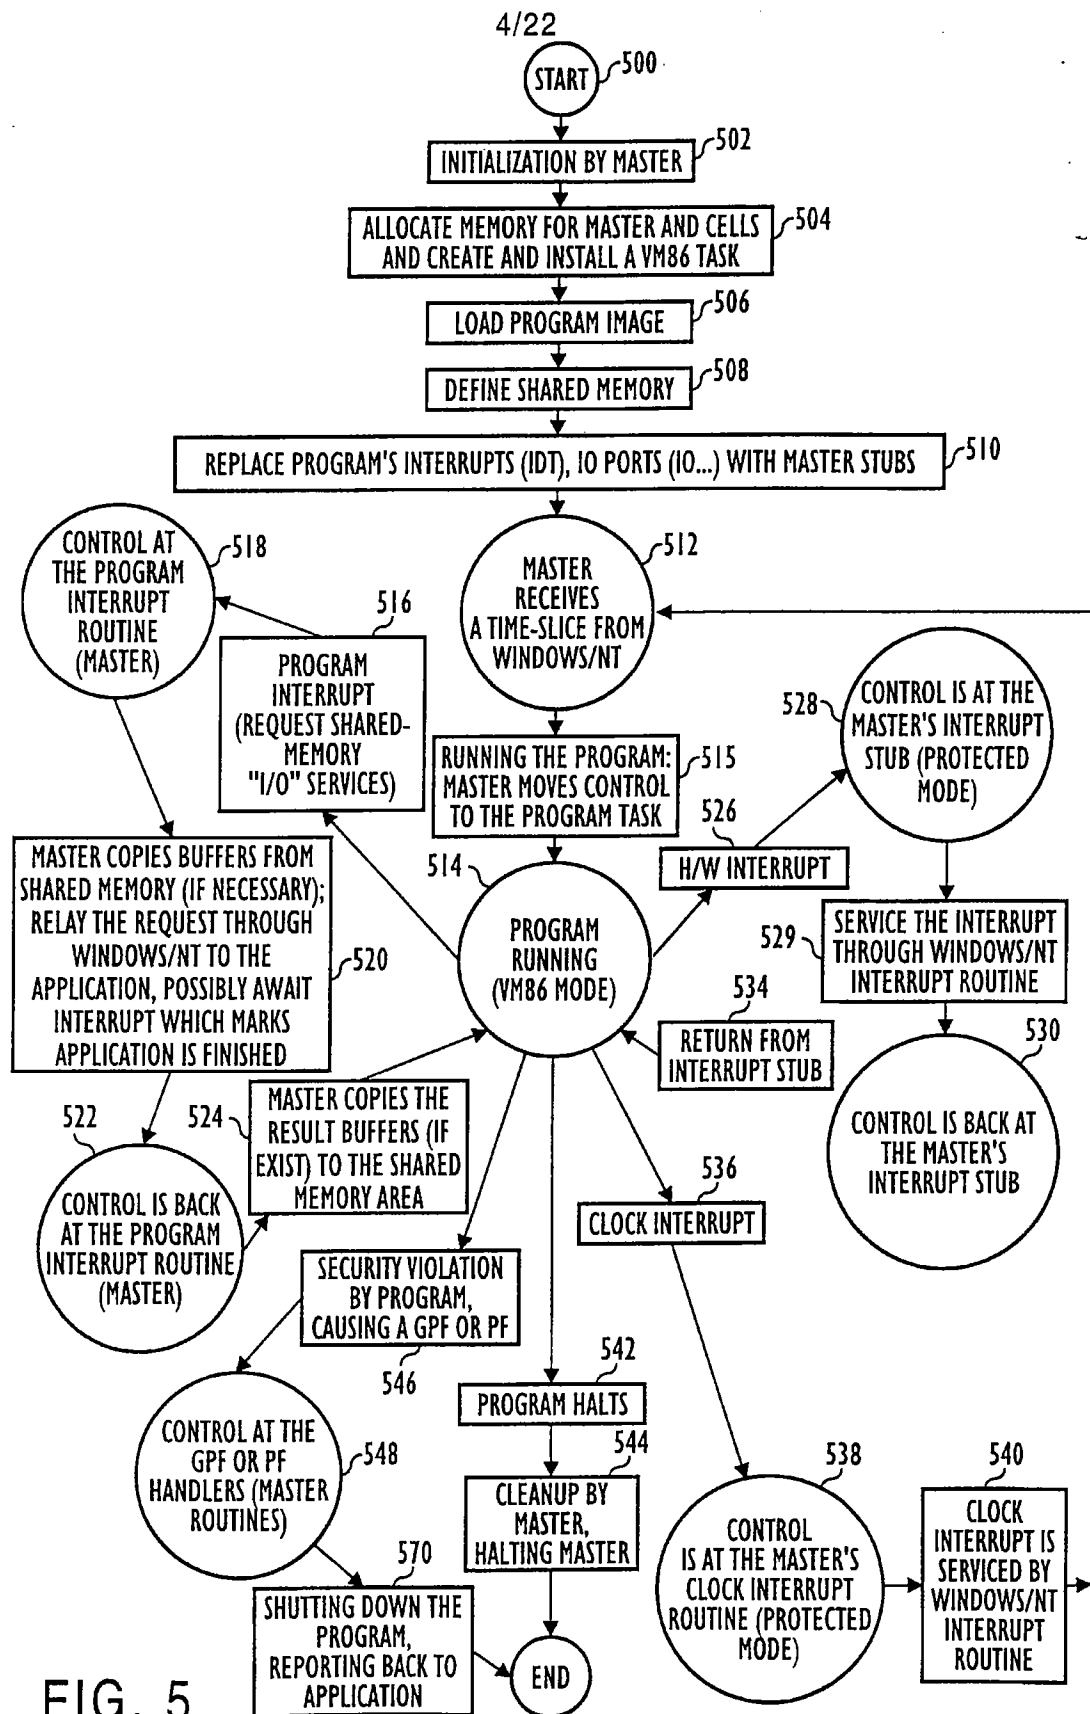 4/22
START
500
INITIALIZATION BY MASTER
502
ALLOCATE MEMORY FOR MASTER AND CELLS
AND CREATE AND INSTALL A VM86 TASK
504
LOAD PROGRAM IMAGE
506
DEFINE SHARED MEMORY
508
REPLACE PROGRAM'S INTERRUPTS (IDT), IO PORTS (IO...) WITH MASTER STUBS
510
MASTER
RECEIVES
A TIME-SLICE FROM
WINDOWS/NT
512
CONTROL AT
THE PROGRAM
INTERRUPT
ROUTINE
(MASTER)
518
516
PROGRAM
INTERRUPT
(REQUEST SHARED-
MEMORY
"I/O" SERVICES)
RUNNING THE PROGRAM:
MASTER MOVES CONTROL
TO THE PROGRAM TASK
515
528
CONTROL IS AT THE
MASTER'S INTERRUPT
STUB (PROTECTED
MODE)
526
H/W INTERRUPT
514
PROGRAM
RUNNING
(VM86 MODE)
MASTER COPIES BUFFERS FROM
SHARED MEMORY (IF NECESSARY);
RELAY THE REQUEST THROUGH
WINDOWS/NT TO THE
APPLICATION, POSSIBLY AWAIT
INTERRUPT WHICH MARKS
APPLICATION IS FINISHED
520
529
SERVICE THE INTERRUPT
THROUGH WINDOWS/NT
INTERRUPT ROUTINE
534
RETURN FROM
INTERRUPT STUB
530
CONTROL IS BACK AT
THE MASTER'S
INTERRUPT STUB
522
CONTROL IS BACK
AT THE PROGRAM
INTERRUPT ROUTINE
(MASTER)
524
MASTER COPIES THE
RESULT BUFFERS (IF
EXIST) TO THE SHARED
MEMORY AREA
536
CLOCK INTERRUPT
SECURITY VIOLATION
BY PROGRAM,
CAUSING A GPF OR PF
546
542
PROGRAM HALTS
CONTROL AT THE
GPF OR PF
HANDLERS (MASTER
ROUTINES)
548
544
CLEANUP BY
MASTER,
HALTING MASTER
538
CONTROL
IS AT THE MASTER'S
CLOCK INTERRUPT
ROUTINE (PROTECTED
MODE)
540
CLOCK
INTERRUPT IS
SERVICED BY
WINDOWS/NT
INTERRUPT
ROUTINE
570
SHUTTING DOWN THE
PROGRAM,
REPORTING BACK TO
APPLICATION
END
FIG. 5